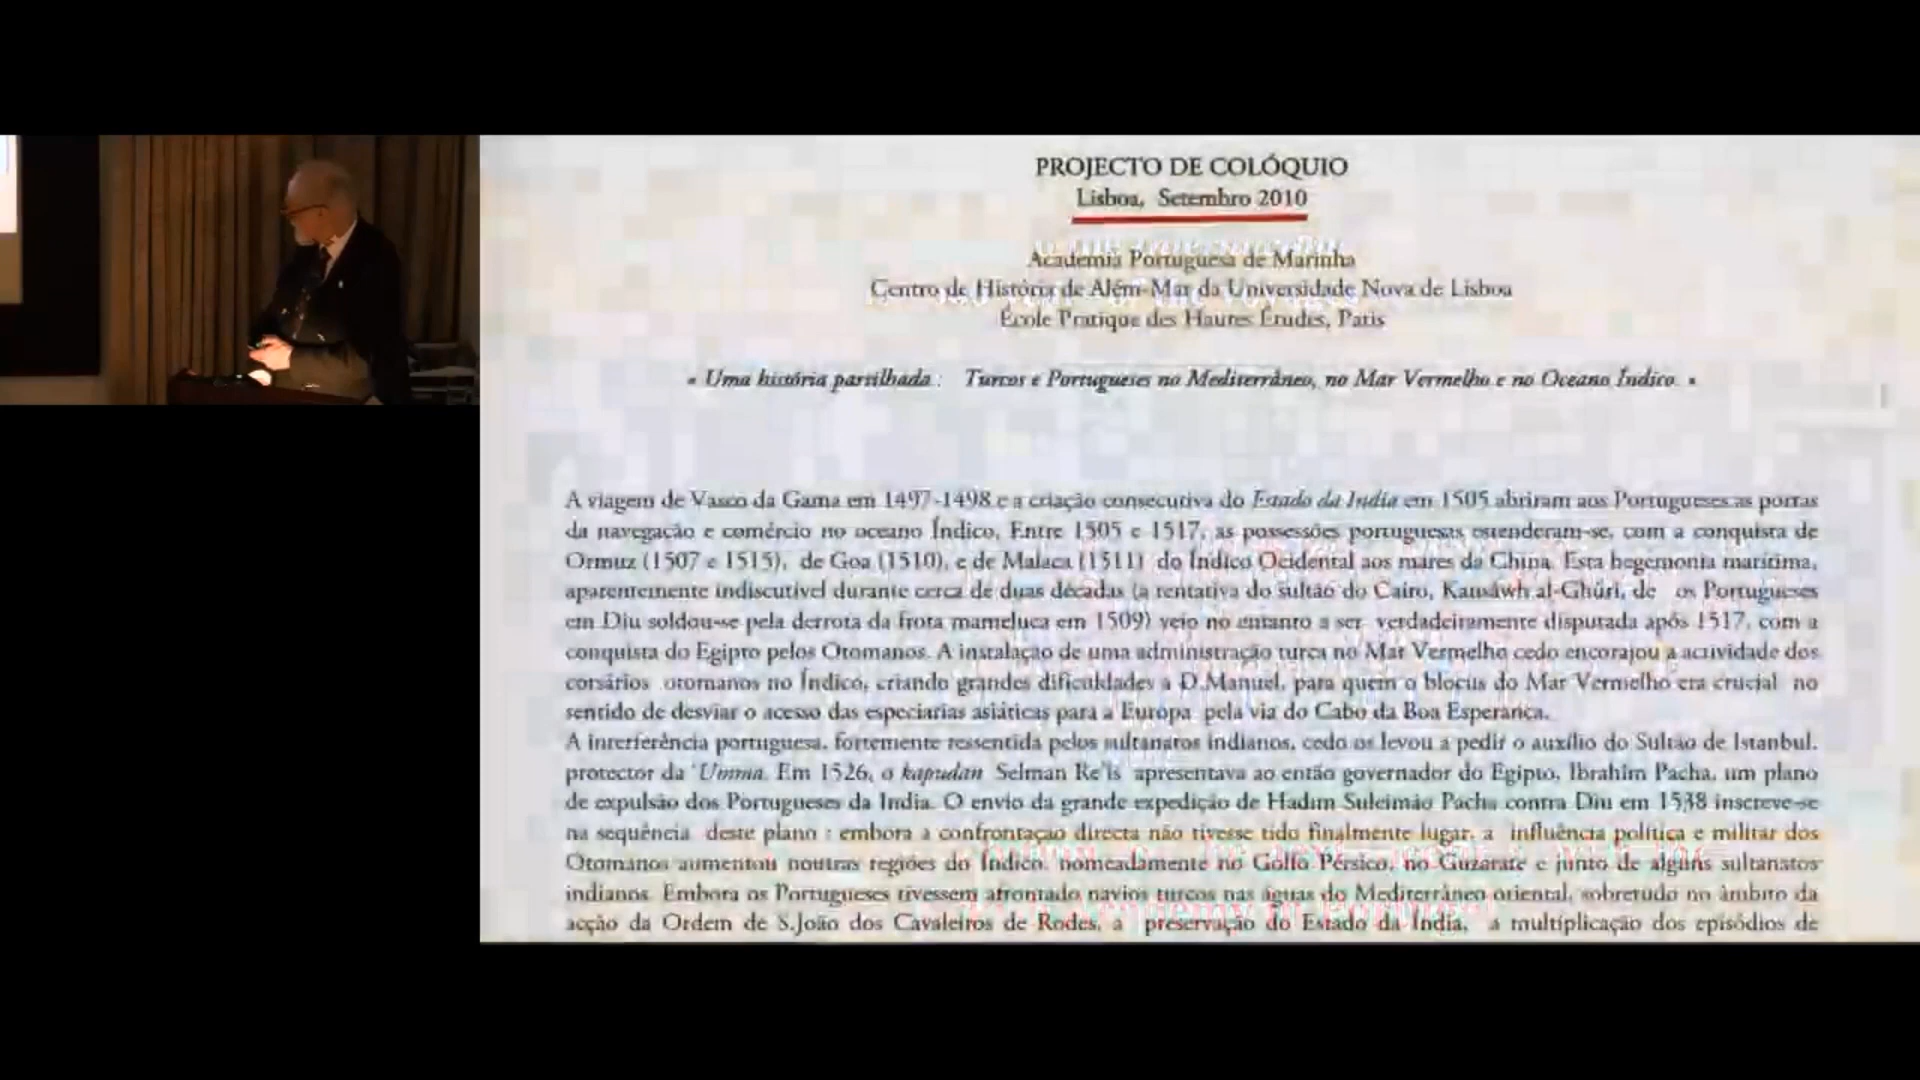 PROJECTO DE COLÓQUIO
Lisboa, Setembro 2010
Academia Portuguesa de Marinha
Centro de História de Além-Mar da Universidade Nova de Lisboa
École Pratique des Hautes Études, Paris
« Uma história partilhada : Turcos e Portugueses no Mediterrâneo, no Mar Vermelho e no Oceano Índico. »
A viagem de Vasco da Gama em 1497-1498 e a criação consecutiva do Estado da India em 1505 abriram aos Portugueses as portas
da navegação e comércio no oceano Índico. Entre 1505 e 1517, as possessões portuguesas estenderam-se, com a conquista de
Ormuz (1507 e 1515), de Goa (1510), e de Malaca (1511) do Índico Ocidental aos mares da China. Esta hegemonia marítima,
aparentemente indiscutível durante cerca de duas décadas (a tentativa do sultão do Cairo, al-Ghûrî, de os Portugueses
em Diu soldou-se pela derrota da frota mameluca em 1509) veio no entanto a ser verdadeiramente disputada após 1517, com a
conquista do Egipto pelos Otomanos. A instalação de uma administração turca no Mar Vermelho cedo encorajou a actividade dos
corsários otomanos no Índico, criando grandes dificuldades a D.Manuel, para quem o blocus do Mar Vermelho era crucial no
sentido de desviar o acesso das especiarias asiáticas para a Europa pela via do Cabo da Boa Esperança.
A interferência portuguesa, fortemente ressentida pelos sultanatos indianos, cedo os levou a pedir o auxílio do Sultão de Istanbul,
protector da 'Umma. Em 1526, o kapudan Selman Re'is apresentava ao então governador do Egipto, Ibrahim Pacha, um plano
de expulsão dos Portugueses da India. O envio da grande expedição de Hadim Suleimão Pacha contra Diu em 1538 inscreve-se
na sequência deste plano : embora a confrontação directa não tivesse tido finalmente lugar, a influência política e militar dos
Otomanos aumentou noutras regiões do Índico, nomeadamente no Golfo Pérsico, no Guzarate e junto de alguns sultanatos
indianos. Embora os Portugueses tivessem afrontado navios turcos nas águas do Mediterrâneo oriental, sobretudo no âmbito da
acção da Ordem de S.João dos Cavaleiros de Rodes, a preservação do Estado da Índia, a multiplicação dos episódios de